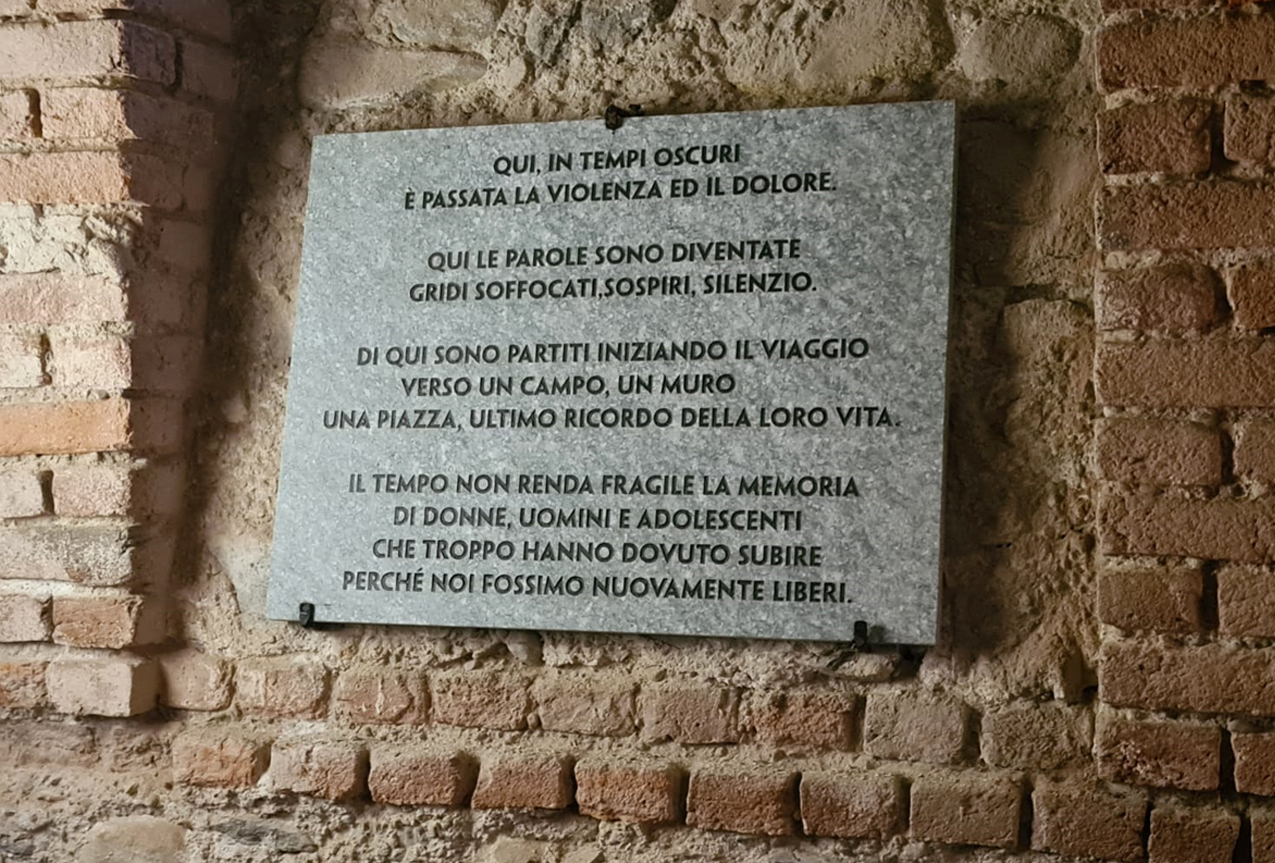 QUI, IN TEMPI OSCURI
È PASSATA LA VIOLENZA ED IL DOLORE.
QUI LE PAROLE SONO DIVENTATE
GRIDI SOFFOCATI,SOSPIRI, SILENZIO.
DI QUI SONO PARTITI INIZIANDO IL VIAGGIO
VERSO UN CAMPO, UN MURO
UNA PIAZZA, ULTIMO RICORDO DELLA LORO VITA.
IL TEMPO NON RENDA FRAGILE LA MEMORIA
DI DONNE, UOMINI E ADOLESCENTI
CHE TROPPO HANNO DOVUTO SUBIRE
PERCHÉ NOI FOSSIMO NUOVAMENTE LIBERI.